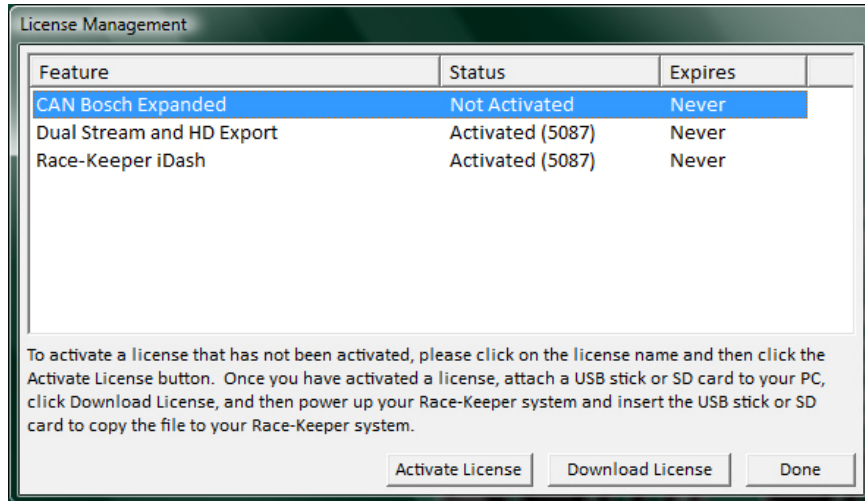 License Management
Feature Status Expires
CAN Bosch Expanded Not Activated Never
Dual Stream and HD Export Activated (5087) Never
Race-Keeper iDash Activated (5087) Never
To activate a license that has not been activated, please click on the license name and then click the
Activate License button. Once you have activated a license, attach a USB stick or SD card to your PC,
click Download License, and then power up your Race-Keeper system and insert the USB stick or SD
card to copy the file to your Race-Keeper system.
Activate License Download License Done